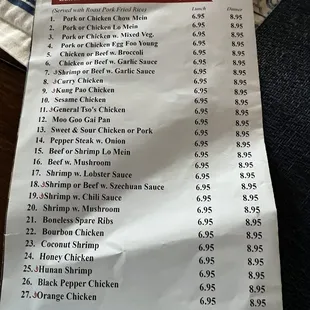 (Served with Roast Pork Fried Rice) Lunch Dinner
1. Pork or Chicken Chow Mein 6.95 8.95
2. Pork or Chicken Lo Mein 6.95 8.95
3. Pork or Chicken w. Mixed Veg. 6.95 8.95
4. Pork or Chicken Egg Foo Young 6.95 8.95
5. Chicken or Beef w. Broccoli 6.95 8.95
6. Chicken or Beef w. Garlic Sauce 6.95 8.95
7. Shrimp or Beef w. Garlic Sauce 6.95 8.95
8. Curry Chicken 6.95 8.95
9. Kung Pao Chicken 6.95 8.95
10. Sesame Chicken 6.95 8.95
11. General Tso's Chicken 6.95 8.95
12. Moo Goo Gai Pan 6.95 8.95
13. Sweet & Sour Chicken or Pork 6.95 8.95
14. Pepper Steak w. Onion 6.95 8.95
15. Beef or Shrimp Lo Mein 6.95 8.95
16. Beef w. Mushroom 6.95 8.95
17. Shrimp w. Lobster Sauce 6.95 8.95
18. Shrimp or Beef w. Szechuan Sauce 6.95 8.95
19. Shrimp w. Chili Sauce 6.95 8.95
20. Shrimp w. Mushroom 6.95 8.95
21. Boneless Spare Ribs 6.95 8.95
22. Bourbon Chicken 6.95 8.95
23. Coconut Shrimp 6.95 8.95
24. Honey Chicken 6.95 8.95
25. Hunan Shrimp 6.95 8.95
26. Black Pepper Chicken 6.95 8.95
27. Orange Chicken 6.95 8.95